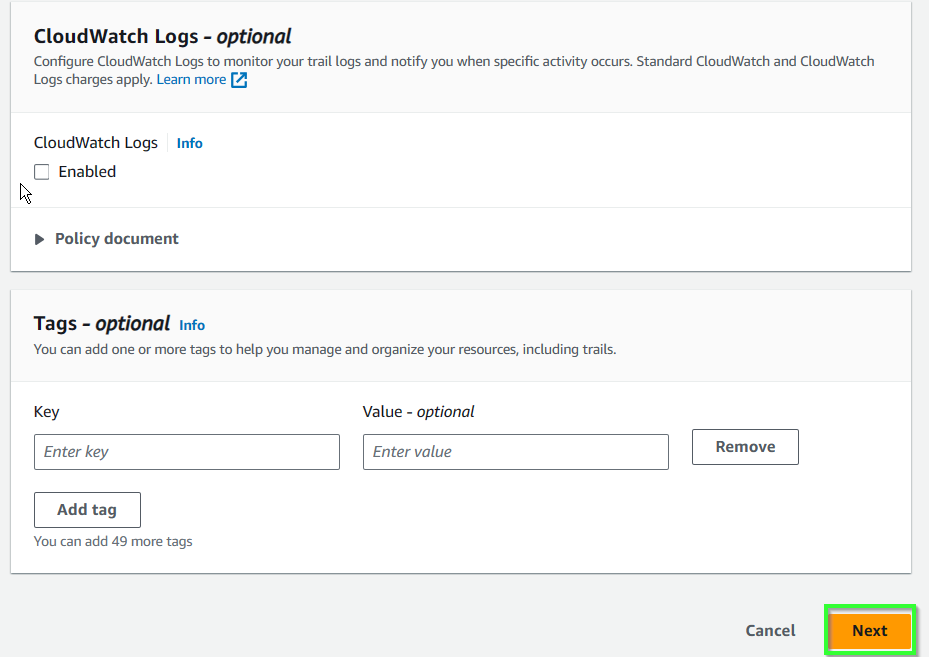 CloudWatch Logs - optional
Configure CloudWatch Logs to monitor your trail logs and notify you when specific activity occurs. Standard CloudWatch and CloudWatch
Logs charges apply. Learn more
CloudWatch Logs Info
Enabled
Policy document
Tags - optional Info
You can add one or more tags to help you manage and organize your resources, including trails.
Key Value - optional
Enter key Enter value Remove
Add tag
You can add 49 more tags
Cancel Next